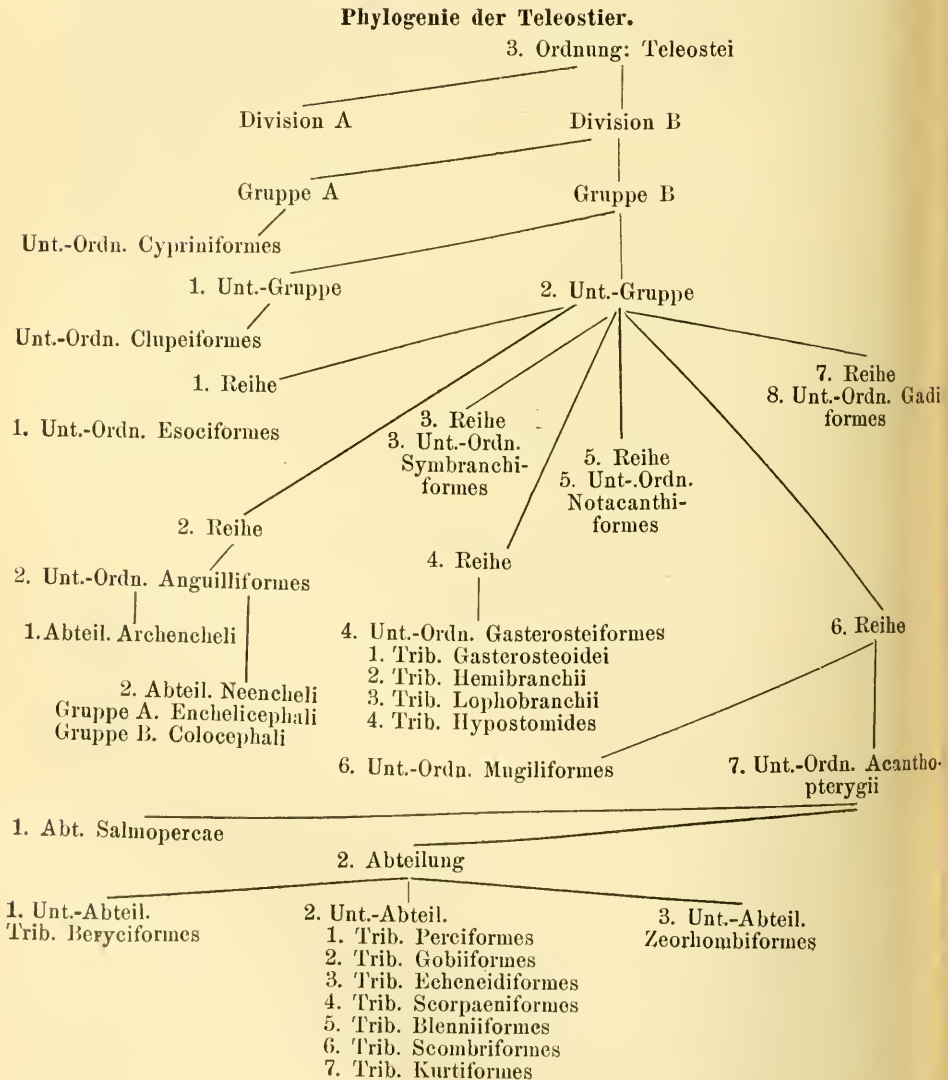 Phylogenie der Teleostier.
3. Ordnung: Teleostei
Division A
Division B
Gruppe A
Gruppe B
Unt.-Ordn. Cypriniformes
1. Unt.-Gruppe
2. Unt.-Gruppe
Unt.-Ordn. Clupeiformes
1. Reihe
1. Unt.-Ordn. Esociformes
7. Reihe
8. Unt.-Ordn. Gadi
formes
3. Reihe
3. Unt.-Ordn.
Symbranchi-
formes
5. Reihe
5. Unt-.Ordn.
Notacanthi-
formes
2. Reihe
2. Unt.-Ordn. Anguilliformes
1. Abteil. Archencheli
2. Abteil. Neencheli
Gruppe A. Enchelicephali
Gruppe B. Colocephali
4. Reihe
4. Unt.-Ordn. Gasterosteiformes
1. Trib. Gasterosteoidei
2. Trib. Hemibranchii
3. Trib. Lophobranchii
4. Trib. Hypostomides
6. Reihe
6. Unt.-Ordn. Mugiliformes
7. Unt.-Ordn. Acantho-
pterygii
1. Abt. Salmopercae
2. Abteilung
1. Unt.-Abteil.
Trib. Beryciformes
2. Unt.-Abteil.
1. Trib. Perciformes
2. Trib. Gobiiformes
3. Trib. Echeneidiformes
4. Trib. Scorpaeniformes
5. Trib. Blenniiformes
6. Trib. Scombriformes
7. Trib. Kurtiformes
3. Unt.-Abteil.
Zeorhombiformes